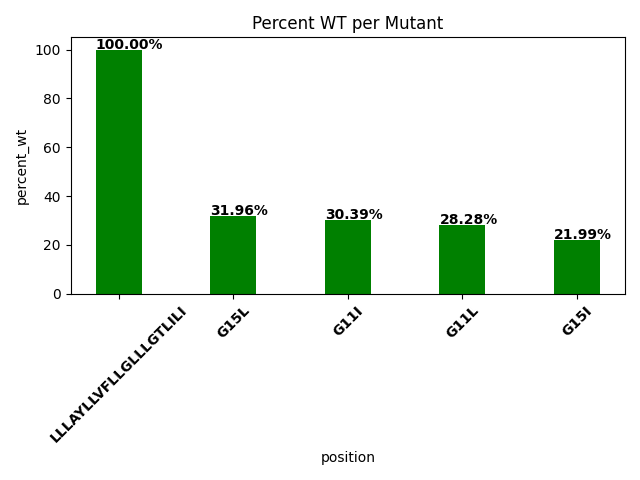 Percent WT per Mutant
percent_wt
100
80
60
40
20
0
100.00%
31.96%
30.39%
28.28%
21.99%
LLLAYLLVFLLGLLLGTLILI
G15L
G11I
G11L
G15I
position